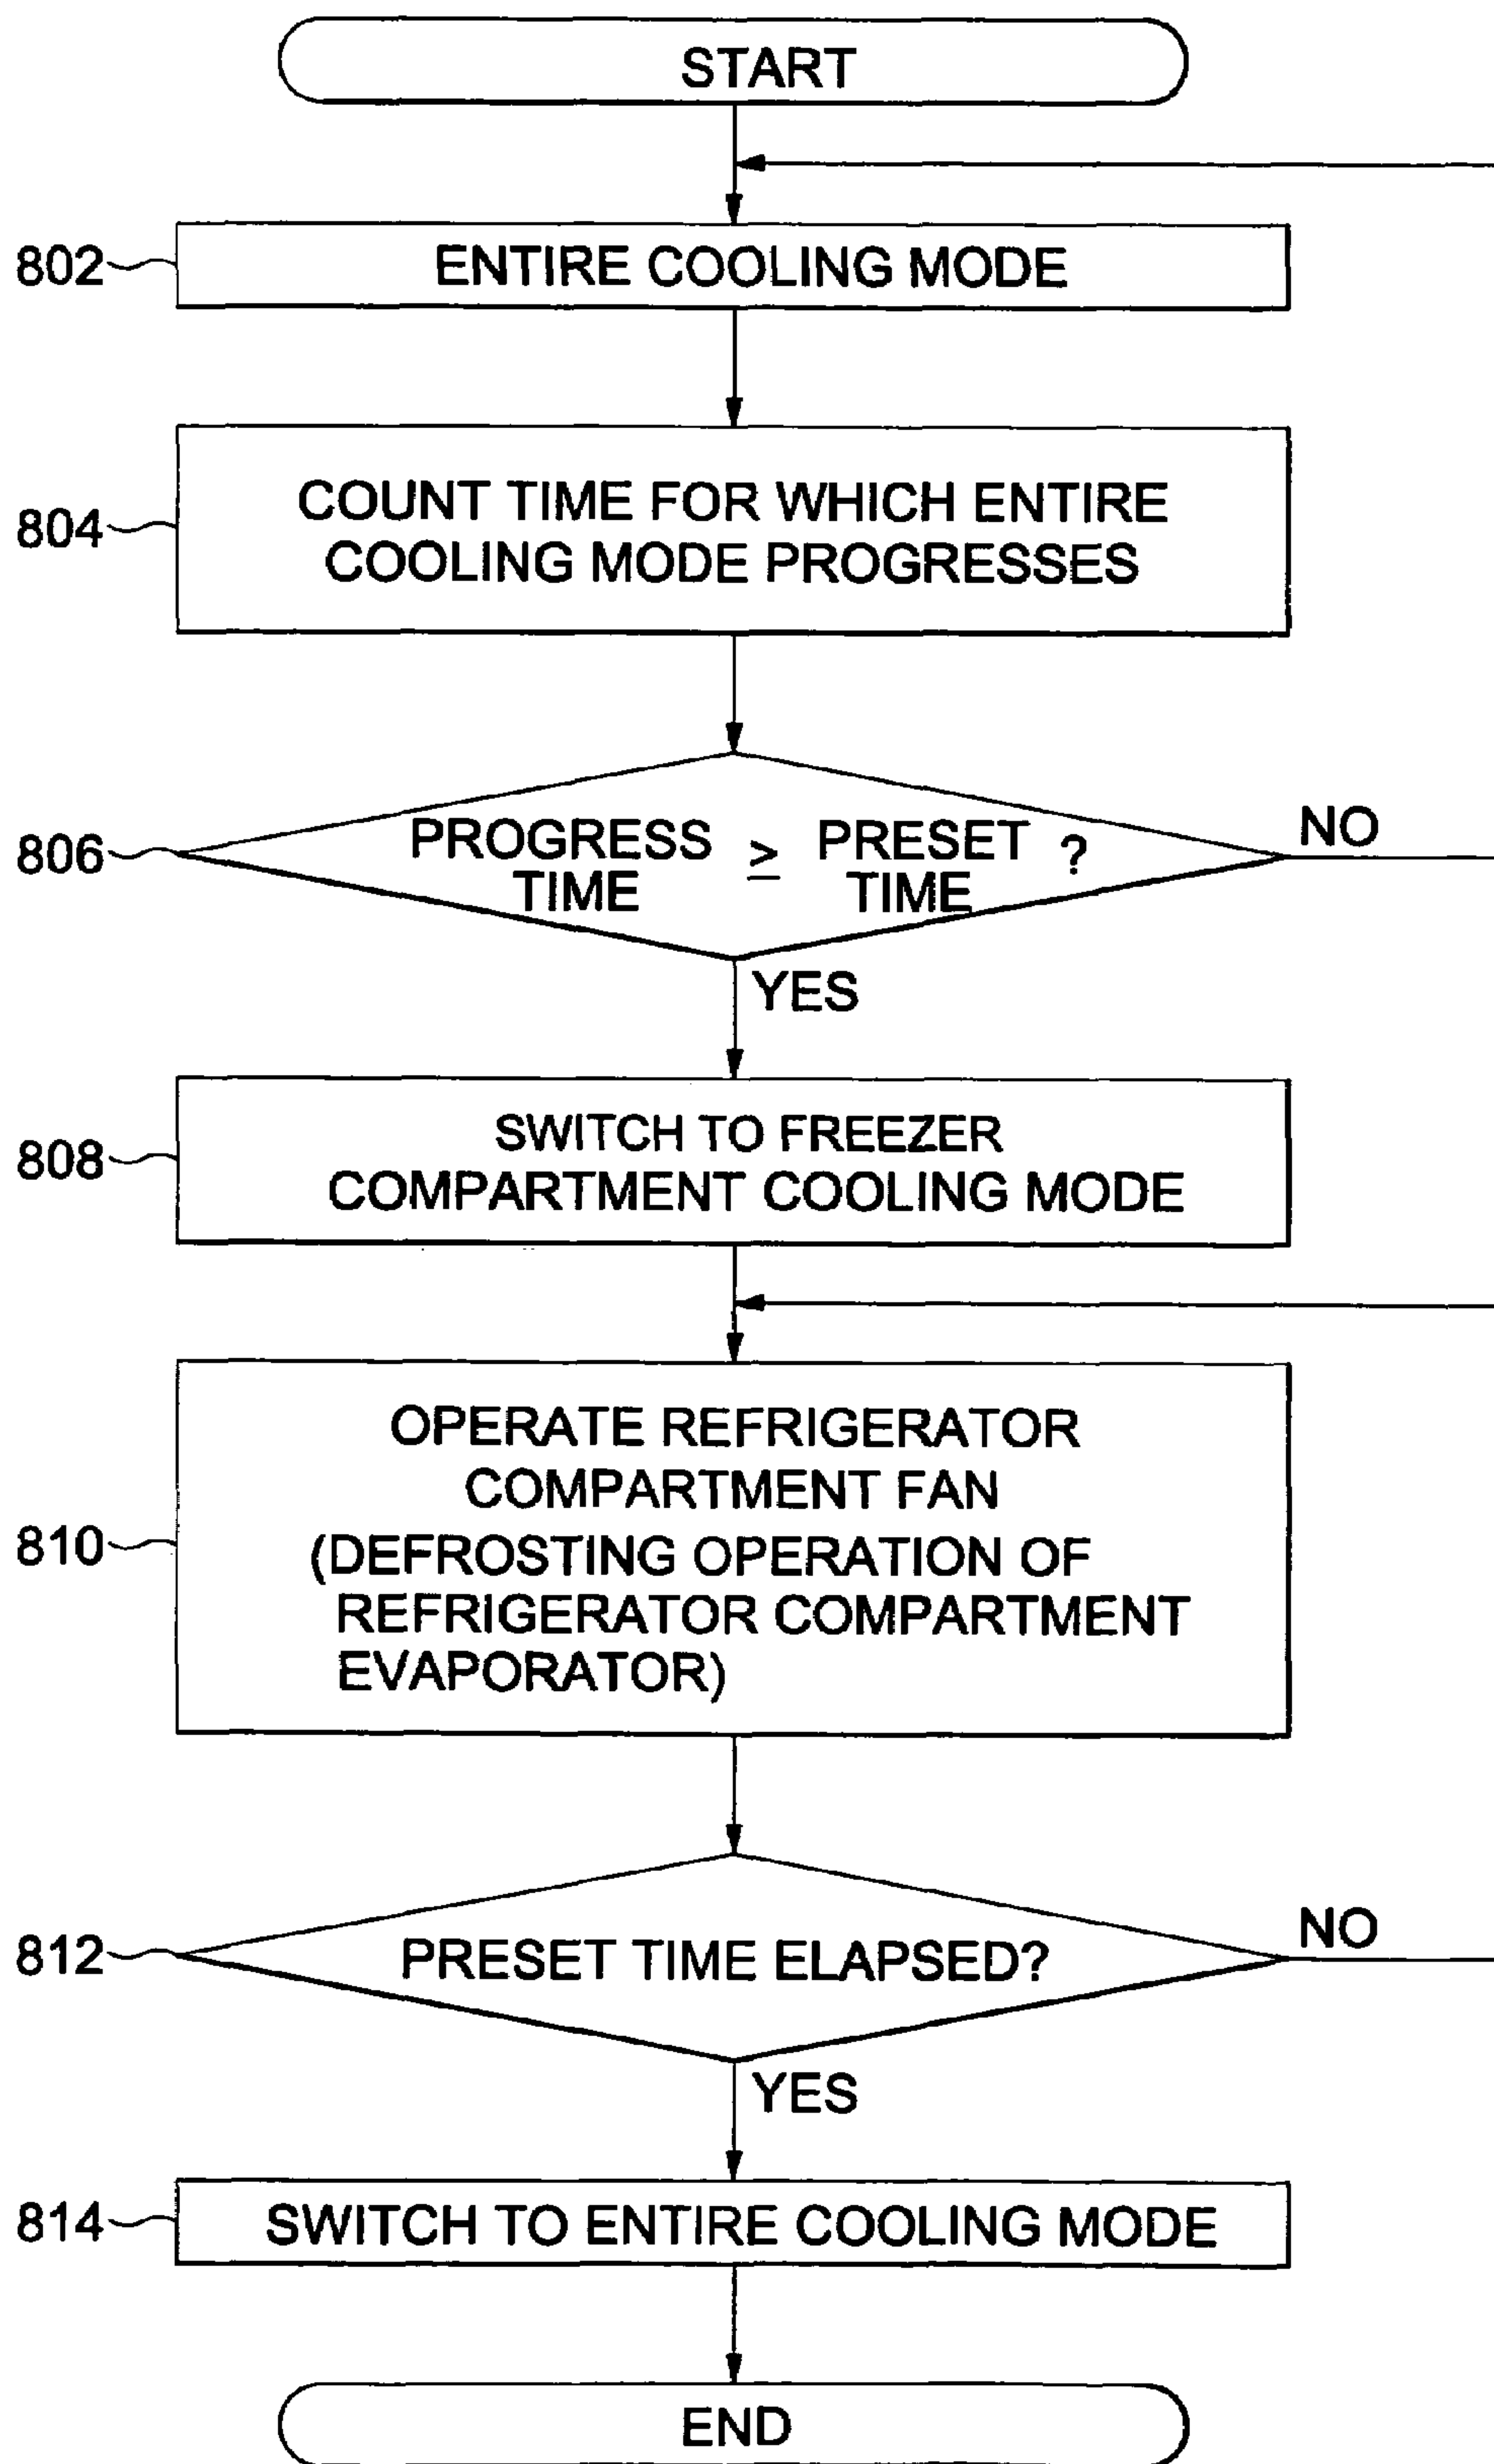 START
802
ENTIRE COOLING MODE
804
COUNT TIME FOR WHICH ENTIRE
COOLING MODE PROGRESSES
806
PROGRESS TIME ≥ PRESET TIME ?
NO
YES
808
SWITCH TO FREEZER
COMPARTMENT COOLING MODE
810
OPERATE REFRIGERATOR
COMPARTMENT FAN
(DEFROSTING OPERATION OF
REFRIGERATOR COMPARTMENT
EVAPORATOR)
812
PRESET TIME ELAPSED?
NO
YES
814
SWITCH TO ENTIRE COOLING MODE
END